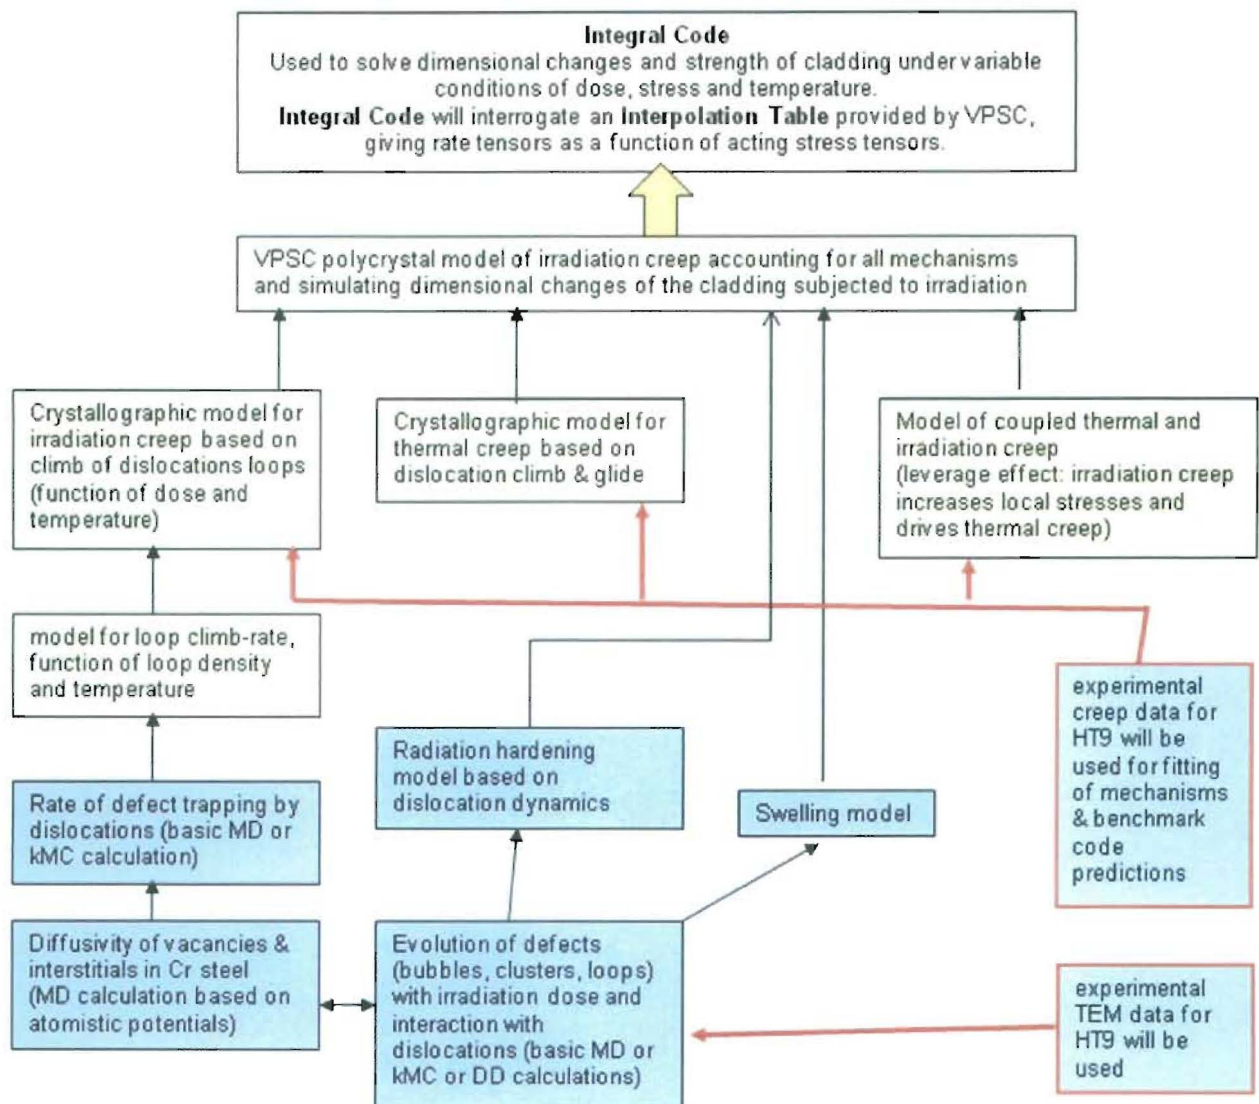 Integral Code
Used to solve dimensional changes and strength of cladding under variable
conditions of dose, stress and temperature.
Integral Code will interrogate an Interpolation Table provided by VPSC,
giving rate tensors as a function of acting stress tensors.
VPSC polycrystal model of irradiation creep accounting for all mechanisms
and simulating dimensional changes of the cladding subjected to irradiation
Crystallographic model for
irradiation creep based on
climb of dislocations loops
(function of dose and
temperature)
Crystallographic model for
thermal creep based on
dislocation climb & glide
Model of coupled thermal and
irradiation creep
(leverage effect: irradiation creep
increases local stresses and
drives thermal creep)
model for loop climb-rate,
function of loop density
and temperature
experimental
creep data for
HT9 will be
used for fitting
of mechanisms
& benchmark
code
predictions
Radiation hardening
model based on
dislocation dynamics
Swelling model
Rate of defect trapping by
dislocations (basic MD or
kMC calculation)
Diffusivity of vacancies &
interstitials in Cr steel
(MD calculation based on
atomistic potentials)
Evolution of defects
(bubbles, clusters, loops)
with irradiation dose and
interaction with
dislocations (basic MD or
kMC or DD calculations)
experimental
TEM data for
HT9 will be
used